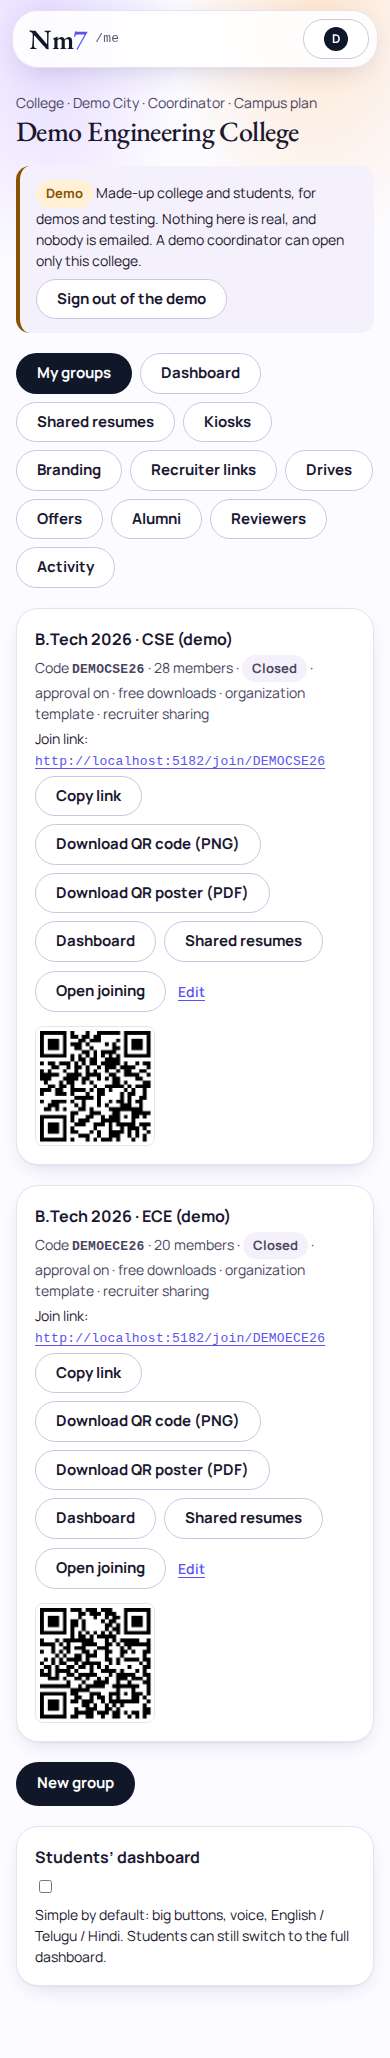 Nm7 /me D
College · Demo City · Coordinator · Campus plan
Demo Engineering College
Demo Made-up college and students, for
demos and testing. Nothing here is real, and
nobody is emailed. A demo coordinator can open
only this college.
Sign out of the demo
My groups Dashboard
Shared resumes Kiosks
Branding Recruiter links Drives
Offers Alumni Reviewers
Activity
B.Tech 2026 · CSE (demo)
Code DEMOCSE26 · 28 members · Closed ·
approval on · free downloads · organization
template · recruiter sharing
Join link:
http://localhost:5182/join/DEMOCSE26
Copy link
Download QR code (PNG)
Download QR poster (PDF)
Dashboard Shared resumes
Open joining Edit
B.Tech 2026 · ECE (demo)
Code DEMOECE26 · 20 members · Closed ·
approval on · free downloads · organization
template · recruiter sharing
Join link:
http://localhost:5182/join/DEMOECE26
Copy link
Download QR code (PNG)
Download QR poster (PDF)
Dashboard Shared resumes
Open joining Edit
New group
Students’ dashboard
Simple by default: big buttons, voice, English /
Telugu / Hindi. Students can still switch to the full
dashboard.